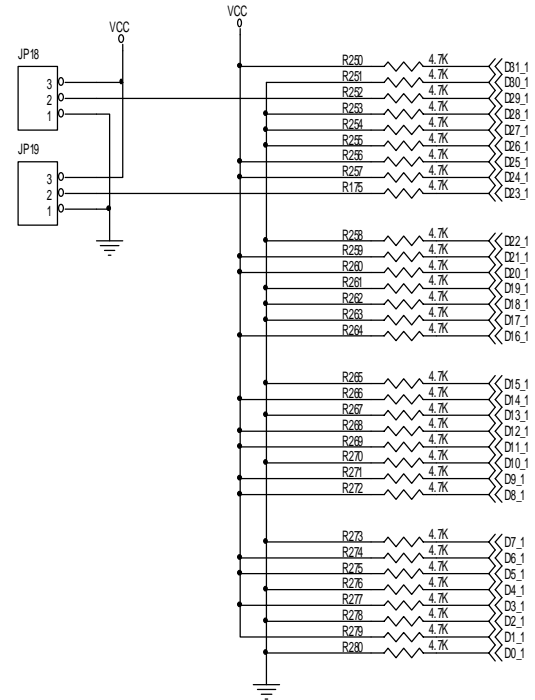 VCC
VCC
JP18
3
2
1
JP19
3
2
1
R250 4.7K D31_1
R251 4.7K D30_1
R252 4.7K D29_1
R253 4.7K D28_1
R254 4.7K D27_1
R255 4.7K D26_1
R256 4.7K D25_1
R257 4.7K D24_1
R175 4.7K D23_1
R258 4.7K D22_1
R259 4.7K D21_1
R260 4.7K D20_1
R261 4.7K D19_1
R262 4.7K D18_1
R263 4.7K D17_1
R264 4.7K D16_1
R265 4.7K D15_1
R266 4.7K D14_1
R267 4.7K D13_1
R268 4.7K D12_1
R269 4.7K D11_1
R270 4.7K D10_1
R271 4.7K D9_1
R272 4.7K D8_1
R273 4.7K D7_1
R274 4.7K D6_1
R275 4.7K D5_1
R276 4.7K D4_1
R277 4.7K D3_1
R278 4.7K D2_1
R279 4.7K D1_1
R280 4.7K D0_1